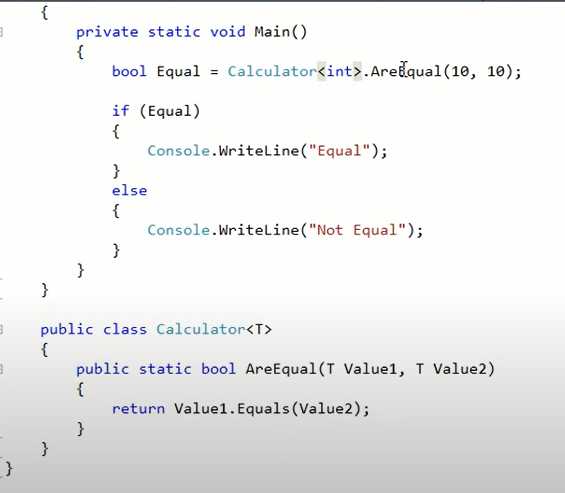 {
private static void Main()
{
bool Equal = Calculator<int>.AreEqual(10, 10);
if (Equal)
{
Console.WriteLine("Equal");
}
else
{
Console.WriteLine("Not Equal");
}
}
}
public class Calculator<T>
{
public static bool AreEqual(T Value1, T Value2)
{
return Value1.Equals(Value2);
}
}
}